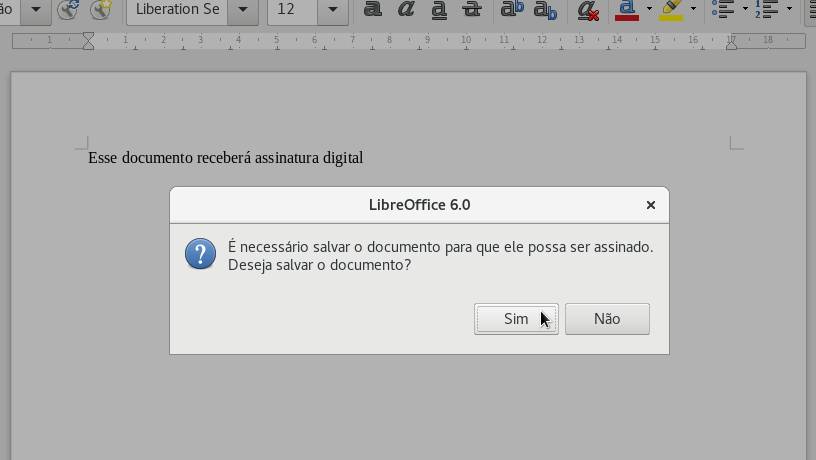 ão Liberation Se 12
1 1 2 3 4 5 6 7 8 9 10 11 12 13 14 15 16 17 18
Esse documento receberá assinatura digital
LibreOffice 6.0
É necessário salvar o documento para que ele possa ser assinado.
Deseja salvar o documento?
Sim Não